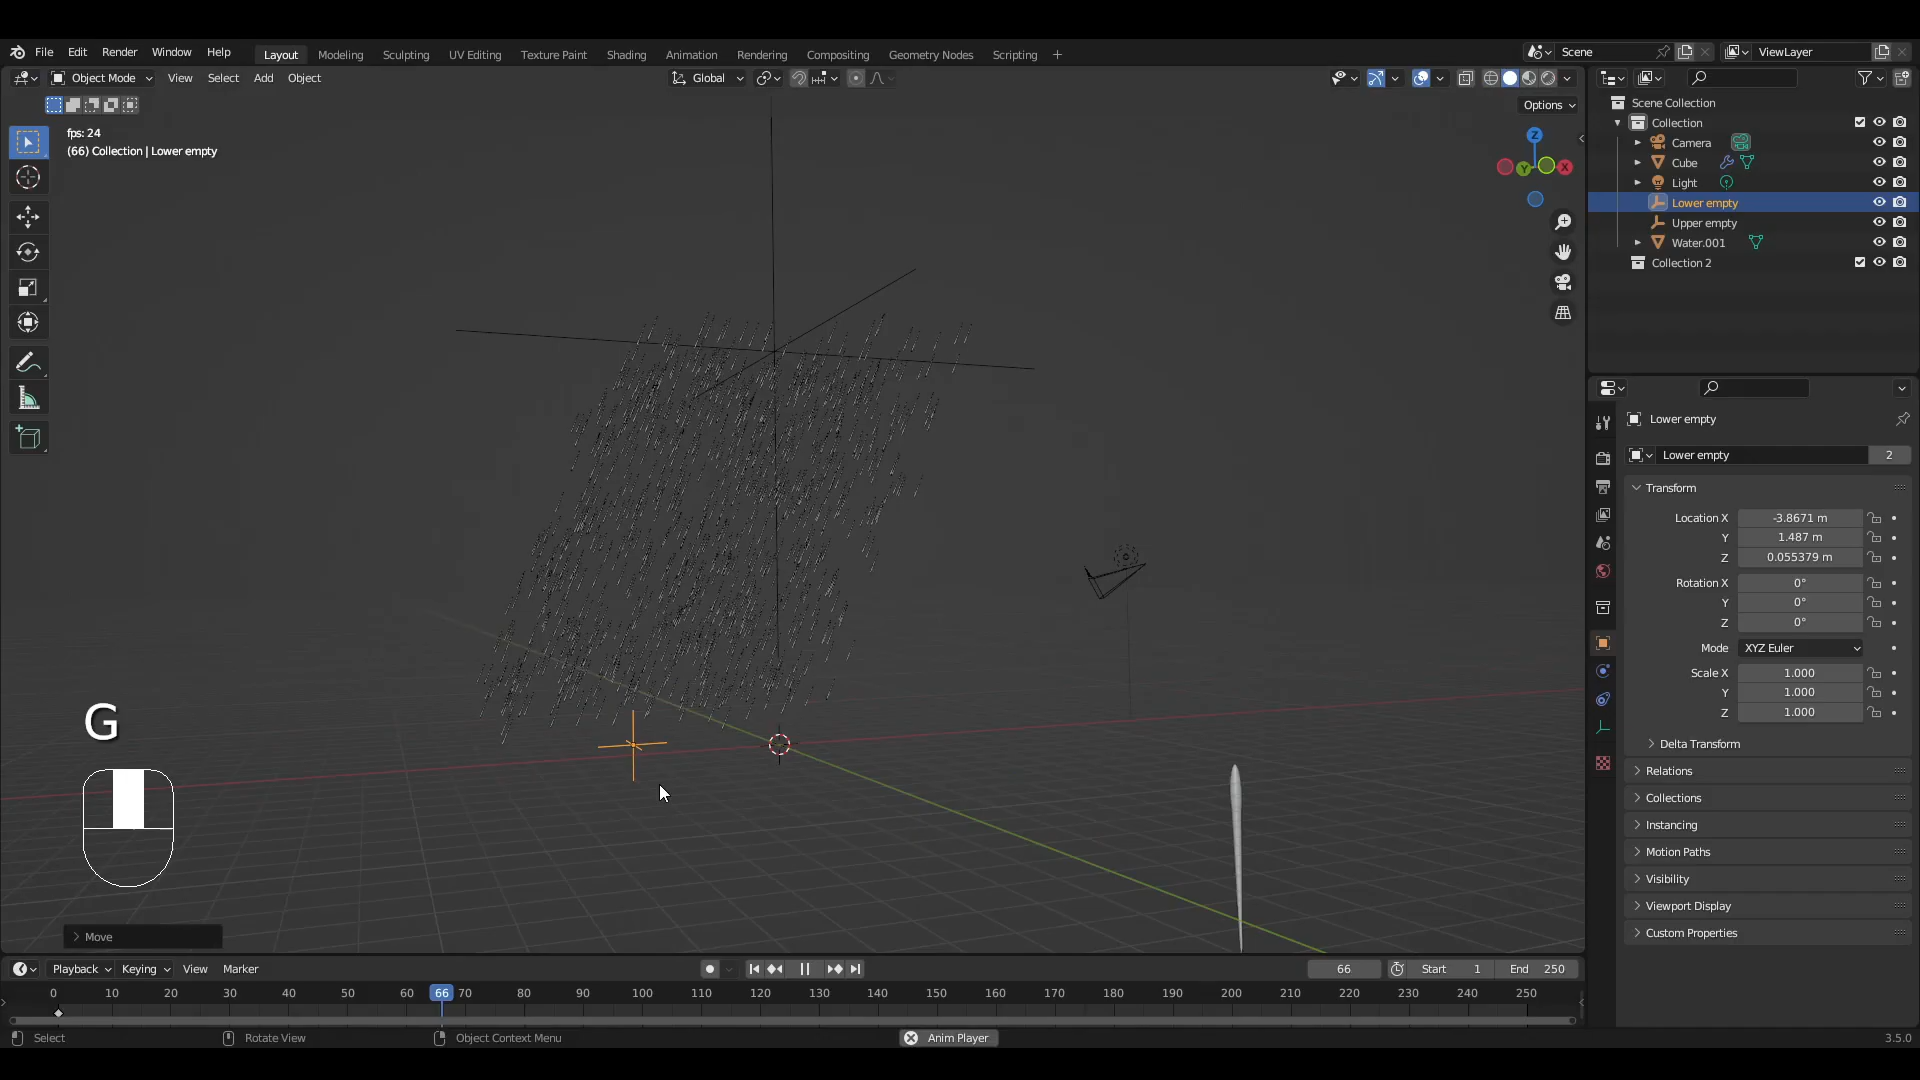 File Edit Render Window Help Layout Modeling Sculpting UV Editing Texture Paint Shading Animation Rendering Compositing Geometry Nodes Scripting + Scene ViewLayer
Object Mode View Select Add Object Global
Options
fps: 24
(66) Collection | Lower empty
Z
Y
X
Scene Collection
Collection
Camera
Cube
Light
Lower empty
Upper empty
Water.001
Collection 2
Lower empty
Lower empty 2
Transform
Location X -3.8671 m
Y 1.487 m
Z 0.055379 m
Rotation X 0°
Y 0°
Z 0°
Mode XYZ Euler
Scale X 1.000
Y 1.000
Z 1.000
Delta Transform
Relations
Collections
Instancing
Motion Paths
Visibility
Viewport Display
Custom Properties
G
Move
Playback Keying View Marker 66 Start 1 End 250
0 10 20 30 40 50 60 66 70 80 90 100 110 120 130 140 150 160 170 180 190 200 210 220 230 240 250
Select Rotate View Object Context Menu Anim Player 3.5.0